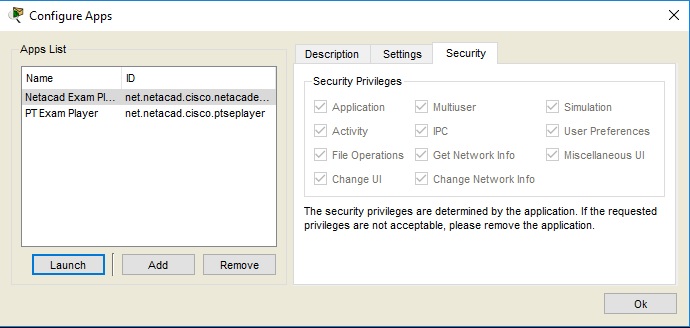 Configure Apps
Apps List
Name ID
Netacad Exam Pl... net.netacad.cisco.netacade...
PT Exam Player net.netacad.cisco.ptseplayer
Launch Add Remove
Description Settings Security
Security Privileges
Application Multiuser Simulation
Activity IPC User Preferences
File Operations Get Network Info Miscellaneous UI
Change UI Change Network Info
The security privileges are determined by the application. If the requested
privileges are not acceptable, please remove the application.
Ok